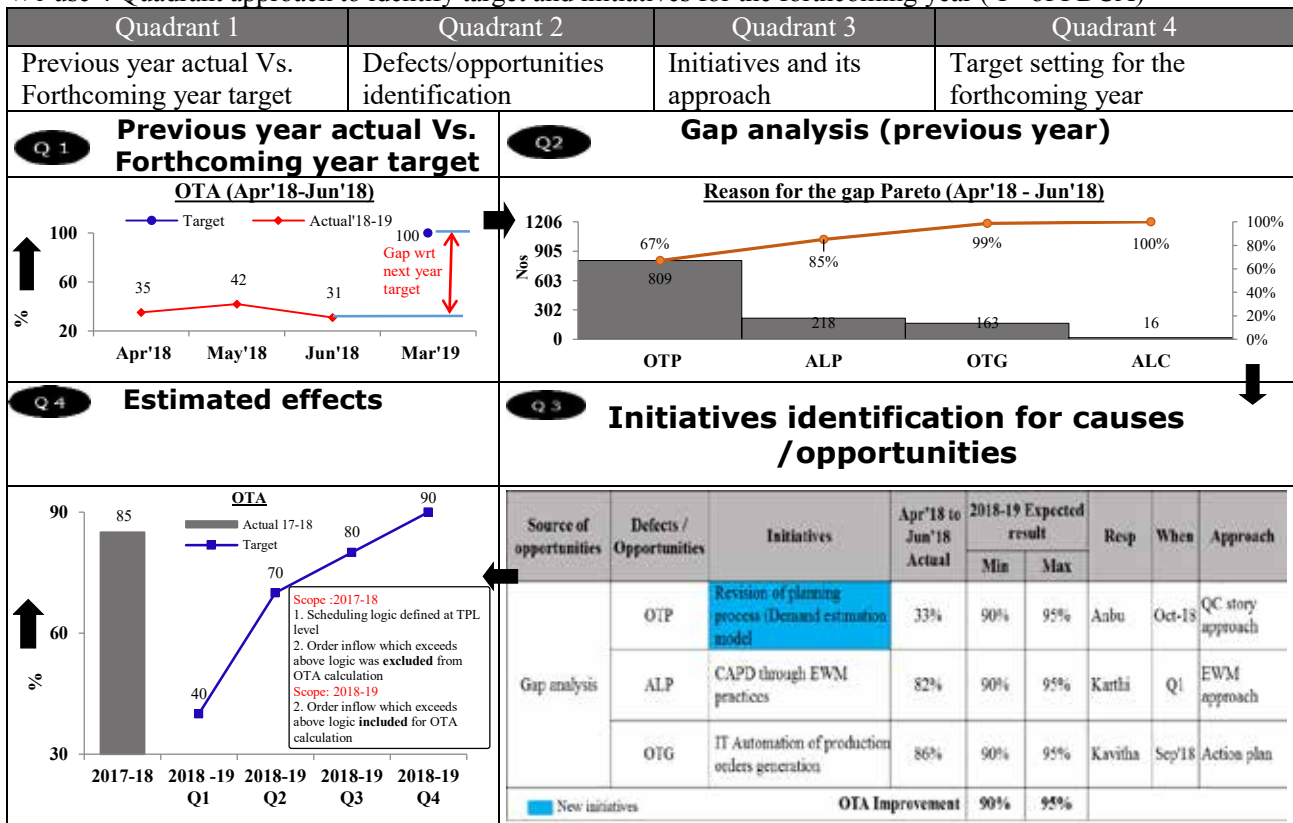 Quadrant 1
Quadrant 2
Quadrant 3
Quadrant 4
Previous year actual Vs.
Forthcoming year target
Defects/opportunities
identification
Initiatives and its
approach
Target setting for the
forthcoming year
Q 1
Previous year actual Vs.
Forthcoming year target
Q2
Gap analysis (previous year)
OTA (Apr'18-Jun'18)
Target
Actual'18-19
100
60
20
%
35
42
31
100
Gap wrt
next year
target
Apr'18 May'18 Jun'18 Mar'19
Reason for the gap Pareto (Apr'18 - Jun'18)
1206
905
603
302
0
Nos
67%
85%
99%
100%
809
218
163
16
100%
80%
60%
40%
20%
0%
OTP ALP OTG ALC
Q 4
Estimated effects
Q 3
Initiatives identification for causes
/opportunities
OTA
Actual 17-18
Target
90
60
30
%
85
40
70
80
90
Scope :2017-18
1. Scheduling logic defined at TPL
level
2. Order inflow which exceeds
above logic was excluded from
OTA calculation
Scope: 2018-19
2. Order inflow which exceeds
above logic included for OTA
calculation
2017-18 2018 -19 2018-19 2018-19 2018-19
Q1 Q2 Q3 Q4
Source of
opportunities
Defects /
Opportunities
Initiatives
Apr'18 to
Jun'18
Actual
2018-19 Expected
result
Min Max
Resp
When
Approach
Gap analysis
OTP
Revision of planning
process (Demand estimation
model
33% 90% 95% Anbu Oct-18
QC story
approach
ALP
CAPD through EWM
practices
82% 90% 95% Karthi Q1
EWM
approach
OTG
IT Automation of production
orders generation
86% 90% 95% Kavitha Sep'18 Action plan
New initiatives
OTA Improvement 90% 95%